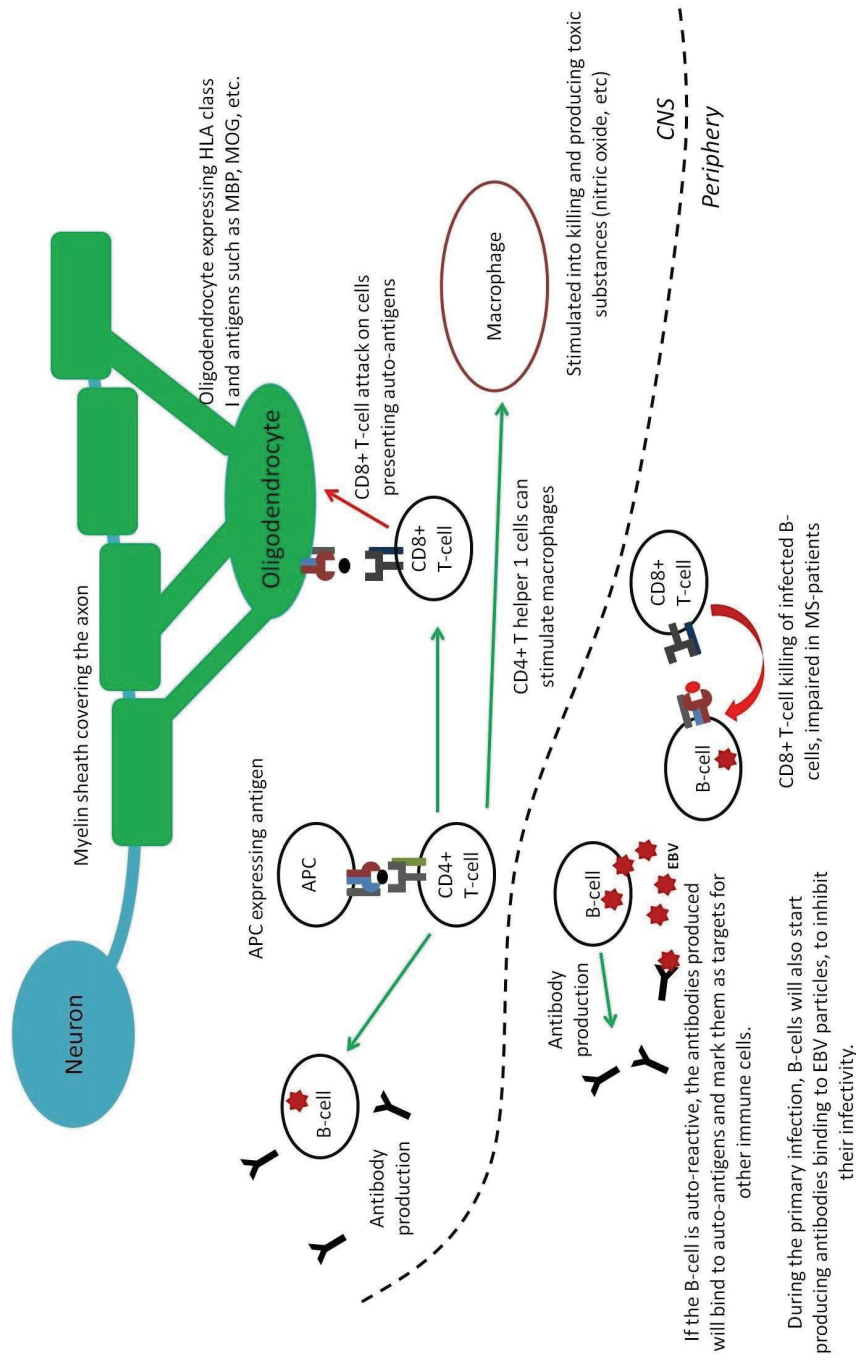 Neuron
Myelin sheath covering the axon
Oligodendrocyte
Oligodendrocyte expressing HLA class
I and antigens such as MBP, MOG, etc.
APC expressing antigen
APC
CD4+
T-cell
CD8+ T-cell attack on cells
presenting auto-antigens
CD8+
T-cell
B-cell
Antibody
production
CD4+ T helper 1 cells can
stimulate macrophages
Macrophage
Stimulated into killing and producing toxic
substances (nitric oxide, etc)
CNS
Periphery
Antibody
production
B-cell
EBV
B-cell
CD8+
T-cell
If the B-cell is auto-reactive, the antibodies produced
will bind to auto-antigens and mark them as targets for
other immune cells.
CD8+ T-cell killing of infected B-
cells, impaired in MS-patients
During the primary infection, B-cells will also start
producing antibodies binding to EBV particles, to inhibit
their infectivity.